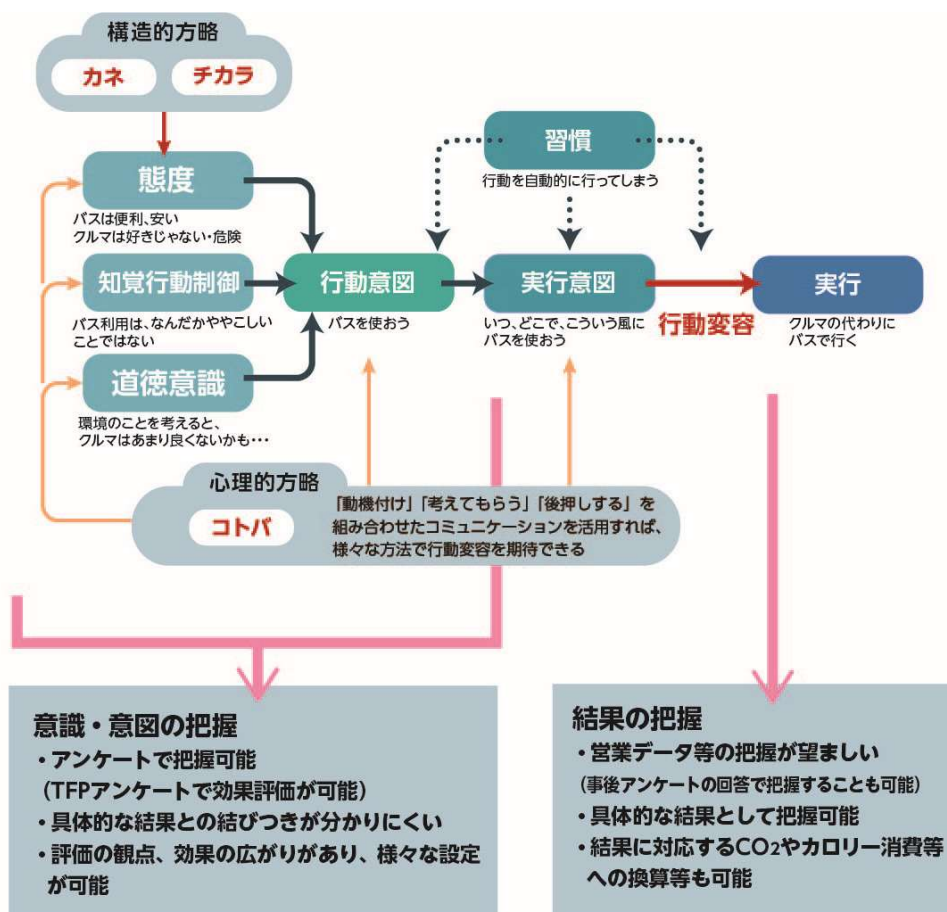 構造的方略
カネ
チカラ
態度
バスは便利、安い
クルマは好きじゃない・危険
知覚行動制御
バス利用は、なんだかややこしい
ことではない
道徳意識
環境のことを考えると、
クルマはあまり良くないかも・・・
行動意図
バスを使おう
習慣
行動を自動的に行ってしまう
実行意図
いつ、どこで、こういう風に
バスを使おう
行動変容
実行
クルマの代わりに
バスで行く
心理的方略
コトバ
「動機付け」「考えてもらう」「後押しする」を
組み合わせたコミュニケーションを活用すれば、
様々な方法で行動変容を期待できる
意識・意図の把握
・アンケートで把握可能
(TFPアンケートで効果評価が可能)
・具体的な結果との結びつきが分かりにくい
・評価の観点、効果の広がりがあり、様々な設定
が可能
結果の把握
・営業データ等の把握が望ましい
(事後アンケートの回答で把握することも可能)
・具体的な結果として把握可能
・結果に対応するCO₂やカロリー消費等
への換算等も可能